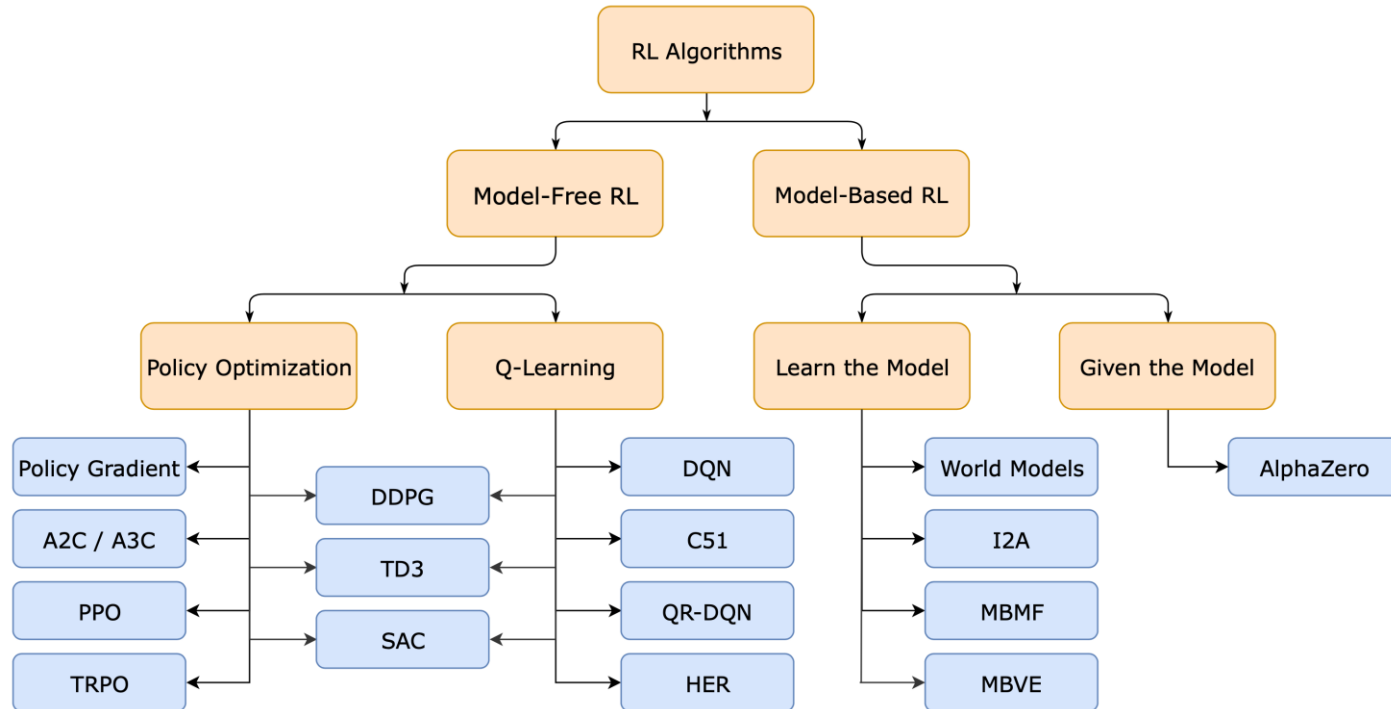 RL Algorithms
Model-Free RL
Model-Based RL
Policy Optimization
Q-Learning
Learn the Model
Given the Model
Policy Gradient
DDPG
DQN
World Models
AlphaZero
A2C / A3C
TD3
C51
I2A
PPO
SAC
QR-DQN
MBMF
TRPO
HER
MBVE